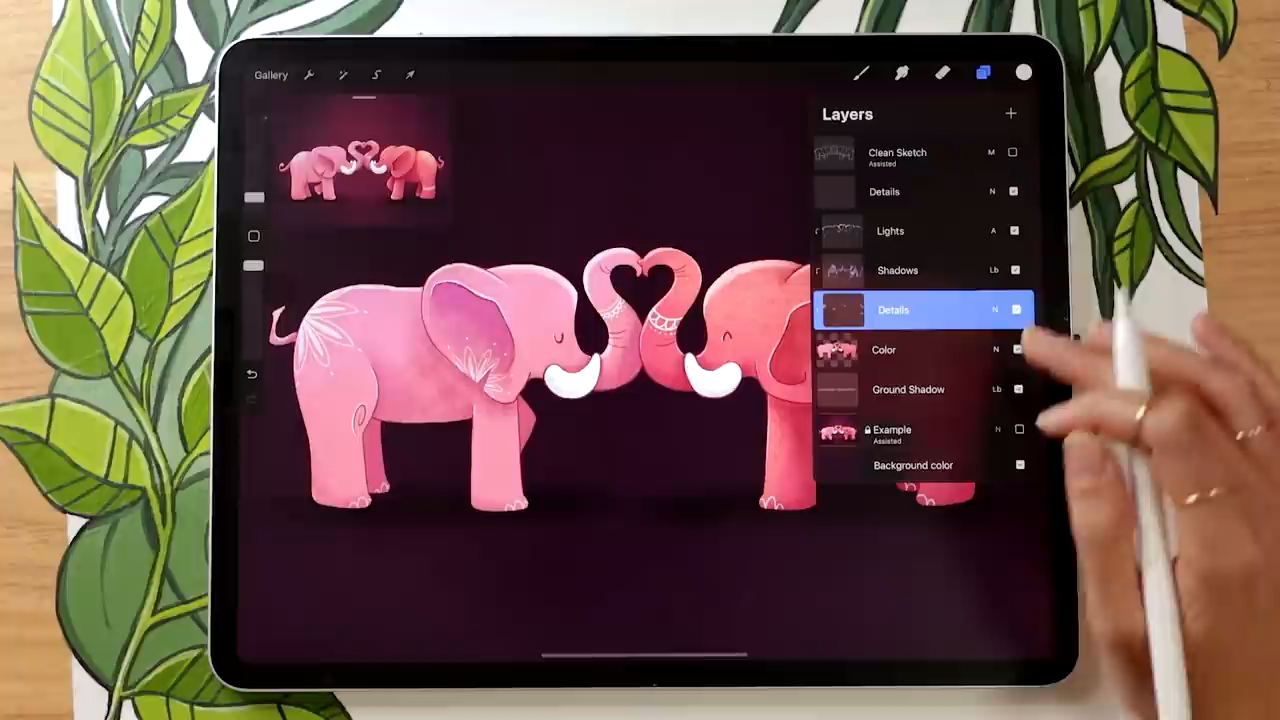 Gallery
Layers
Clean Sketch M
Assisted
Details N
Lights A
Shadows Lb
Details N
Color N
Ground Shadow Lb
Example N
Assisted
Background color